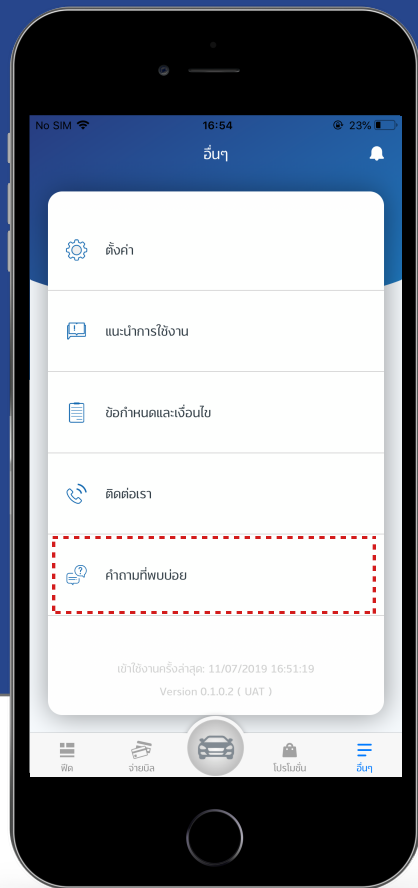 No SIM 16:54 23%
อื่นๆ
ตั้งค่า
แนะนำการใช้งาน
ข้อกำหนดและเงื่อนไข
ติดต่อเรา
คำถามที่พบบ่อย
เข้าใช้งานครั้งล่าสุด: 11/07/2019 16:51:19
Version 0.1.0.2 ( UAT )
ฟีด จ่ายบิล โปรโมชั่น อื่นๆ